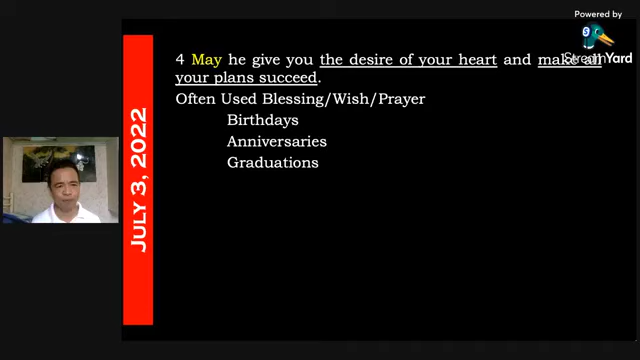 Powered by
StreamYard
4 May he give you the desire of your heart and make all
your plans succeed.
Often Used Blessing/Wish/Prayer
Birthdays
Anniversaries
Graduations
JULY 3, 2022